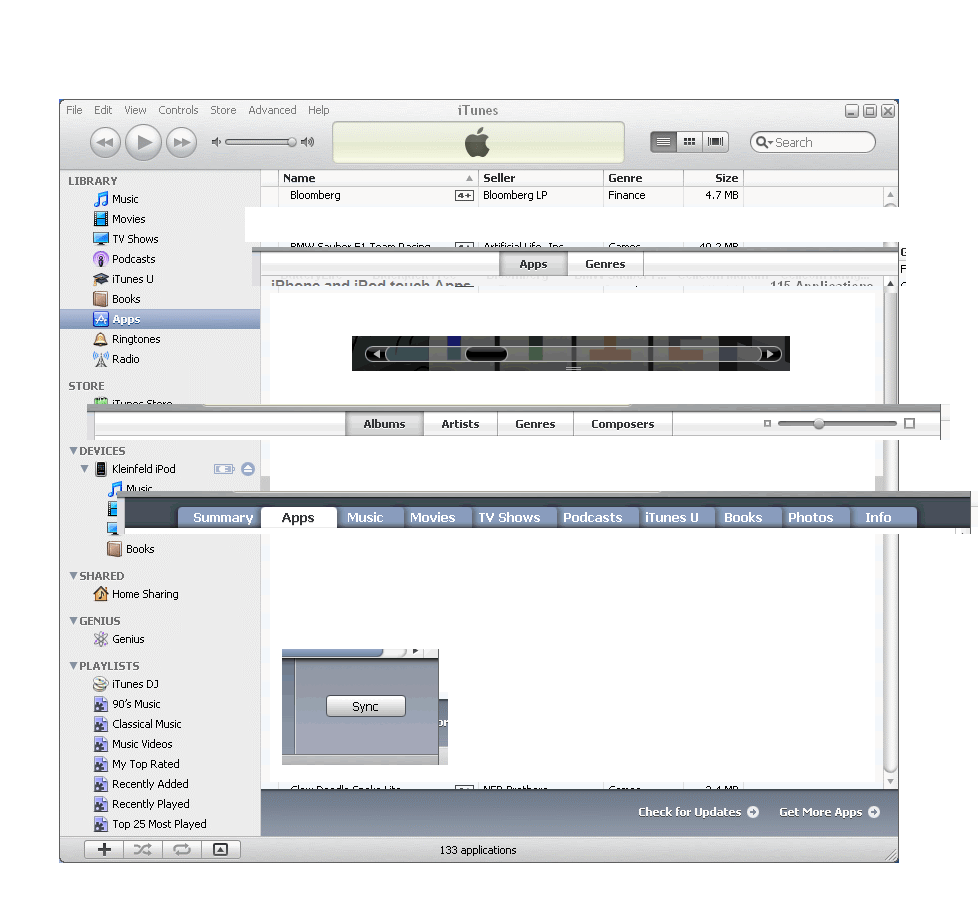 File Edit View Controls Store Advanced Help
iTunes
Search
LIBRARY
Music
Movies
TV Shows
Podcasts
iTunes U
Books
Apps
Ringtones
Radio
STORE
iTunes Store
DEVICES
Kleinfeld iPod
Music
Books
SHARED
Home Sharing
GENIUS
Genius
PLAYLISTS
iTunes DJ
90's Music
Classical Music
Music Videos
My Top Rated
Recently Added
Recently Played
Top 25 Most Played
Name Seller Genre Size
Bloomberg 4+ Bloomberg LP Finance 4.7 MB
BMW Sauber F1 Team Racing 4+ Artificial Life, Inc. Games 40.2 MB
Apps Genres
iPhone and iPod touch Apps 115 Applications
Albums Artists Genres Composers
Summary Apps Music Movies TV Shows Podcasts iTunes U Books Photos Info
Sync
Check for Updates Get More Apps
133 applications